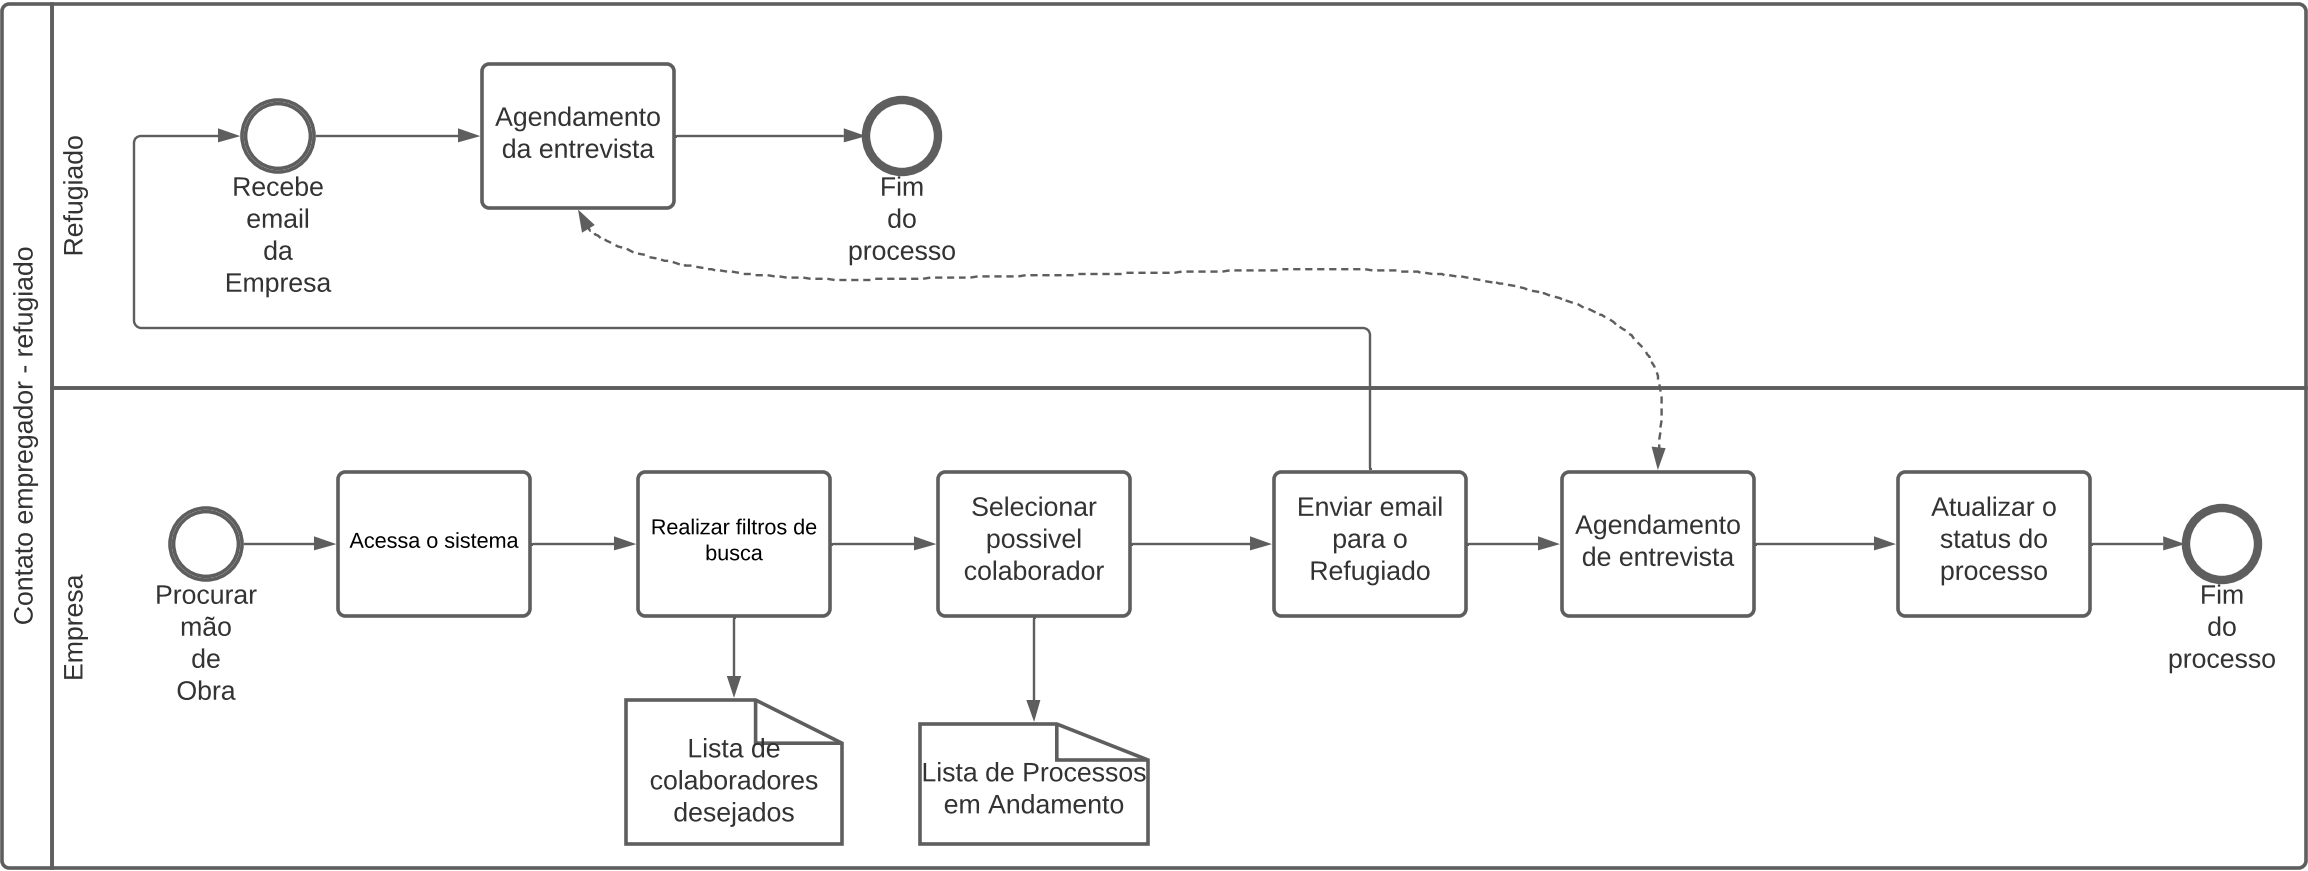 Contato empregador - refugiado
Refugiado
Recebe
email
da
Empresa
Agendamento
da entrevista
Fim
do
processo
Empresa
Procurar
mão
de
Obra
Acessa o sistema
Realizar filtros de
busca
Selecionar
possivel
colaborador
Enviar email
para o
Refugiado
Agendamento
de entrevista
Atualizar o
status do
processo
Fim
do
processo
Lista de
colaboradores
desejados
Lista de Processos
em Andamento